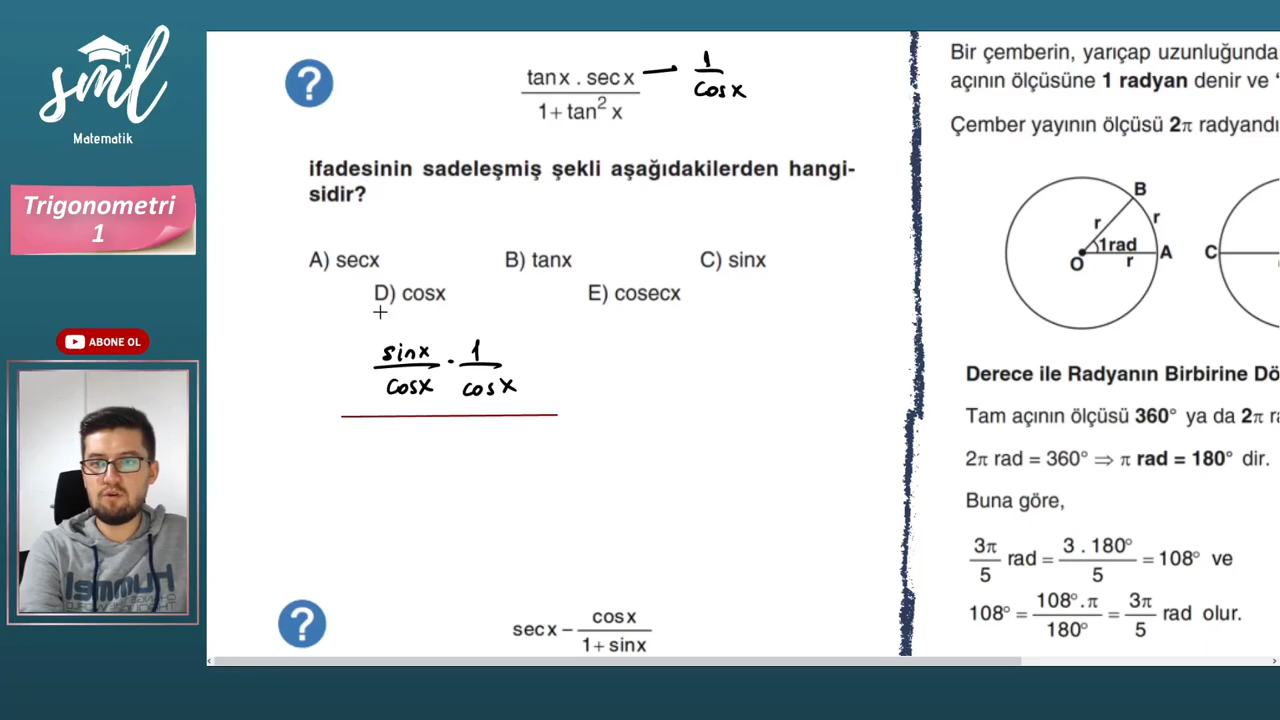 sml
Matematik
Trigonometri
1
ABONE OL
?
tanx . secx
1 + tan² x
1
cosx
ifadesinin sadeleşmiş şekli aşağıdakilerden hangi-
sidir?
A) secx B) tanx C) sinx
D) cosx E) cosecx
sinx . 1
cosx cosx
?
secx − cosx
1 + sinx
Bir çemberin, yarıçap uzunluğunda
açının ölçüsüne 1 radyan denir ve
Çember yayının ölçüsü 2π radyandı
B
r r
1rad
O r A C
Derece ile Radyanın Birbirine Dö
Tam açının ölçüsü 360° ya da 2π ra
2π rad = 360° ⇒ π rad = 180° dir.
Buna göre,
3π/5 rad = 3 . 180°/5 = 108° ve
108° = 108° . π/180° = 3π/5 rad olur.